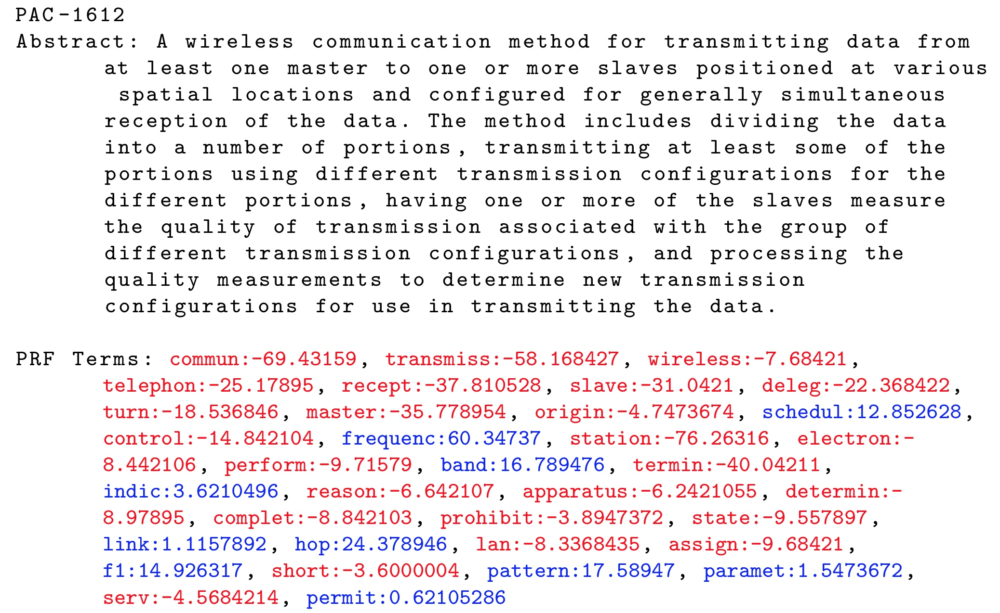 PAC-1612
Abstract: A wireless communication method for transmitting data from
at least one master to one or more slaves positioned at various
spatial locations and configured for generally simultaneous
reception of the data. The method includes dividing the data
into a number of portions, transmitting at least some of the
portions using different transmission configurations for the
different portions, having one or more of the slaves measure
the quality of transmission associated with the group of
different transmission configurations, and processing the
quality measurements to determine new transmission
configurations for use in transmitting the data.
PRF Terms: commun:-69.43159, transmiss:-58.168427, wireless:-7.68421,
telephon:-25.17895, recept:-37.810528, slave:-31.0421, deleg:-22.368422,
turn:-18.536846, master:-35.778954, origin:-4.7473674, schedul:12.852628,
control:-14.842104, frequenc:60.34737, station:-76.26316, electron:-
8.442106, perform:-9.71579, band:16.789476, termin:-40.04211,
indic:3.6210496, reason:-6.642107, apparatus:-6.2421055, determin:-
8.97895, complet:-8.842103, prohibit:-3.8947372, state:-9.557897,
link:1.1157892, hop:24.378946, lan:-8.3368435, assign:-9.68421,
f1:14.926317, short:-3.6000004, pattern:17.58947, paramet:1.5473672,
serv:-4.5684214, permit:0.62105286